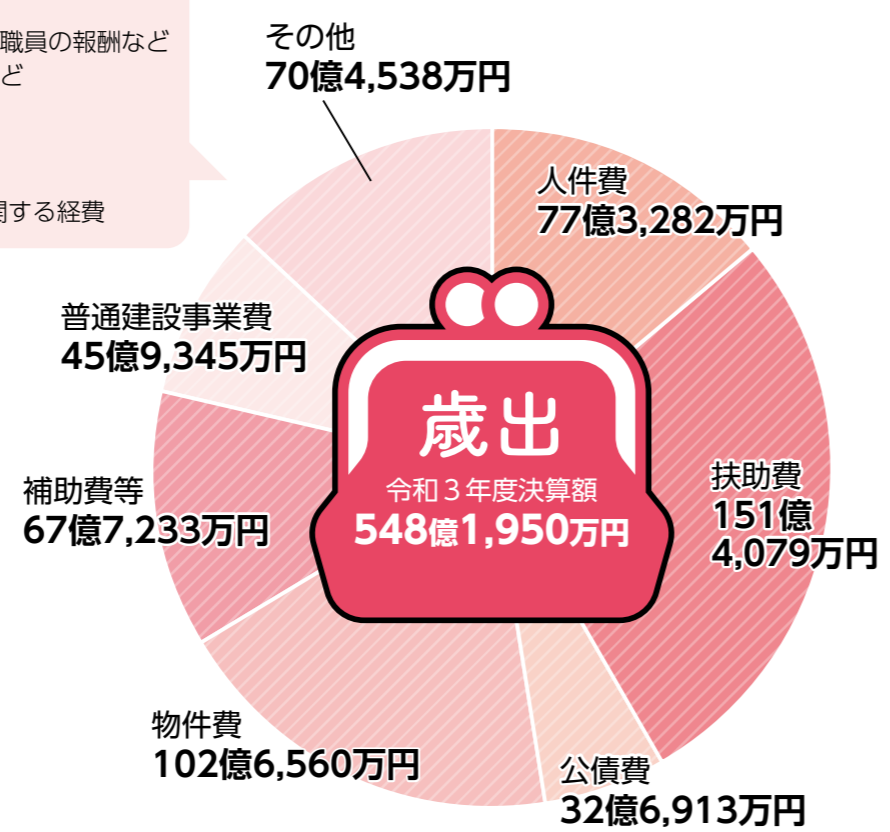 職員の報酬など
ど
関する経費
その他
70億4,538万円
人件費
77億3,282万円
扶助費
151億
4,079万円
公債費
32億6,913万円
物件費
102億6,560万円
補助費等
67億7,233万円
普通建設事業費
45億9,345万円
歳出
令和3年度決算額
548億1,950万円